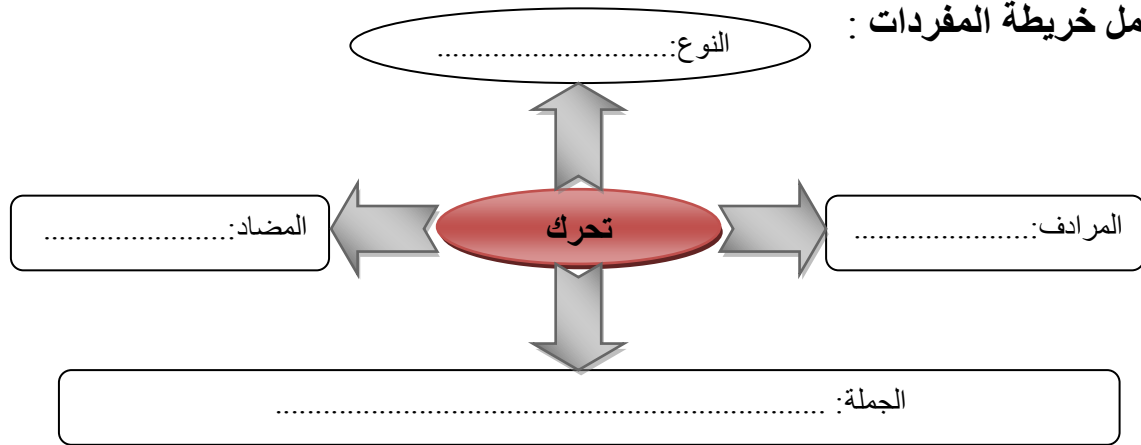 مل خريطة المفردات :
النوع:.............................
المرادف:......................
تحرك
المضاد:.......................
الجملة: .....................................................................